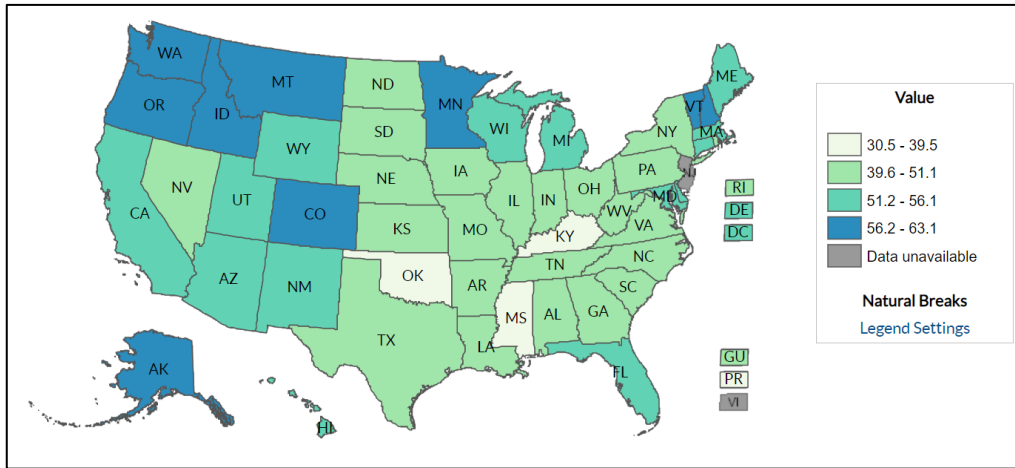 WA
MT
ND
MN
ME
OR
ID
SD
WI
MI
VT
NY
MA
WY
NV
UT
CO
NE
IA
IL
IN
OH
PA
NJ
MD
CA
KS
MO
WV
VA
KY
AZ
NM
OK
AR
TN
NC
SC
TX
LA
MS
AL
GA
FL
AK
HI
RI
DE
DC
GU
PR
VI
Value
30.5 - 39.5
39.6 - 51.1
51.2 - 56.1
56.2 - 63.1
Data unavailable
Natural Breaks
Legend Settings